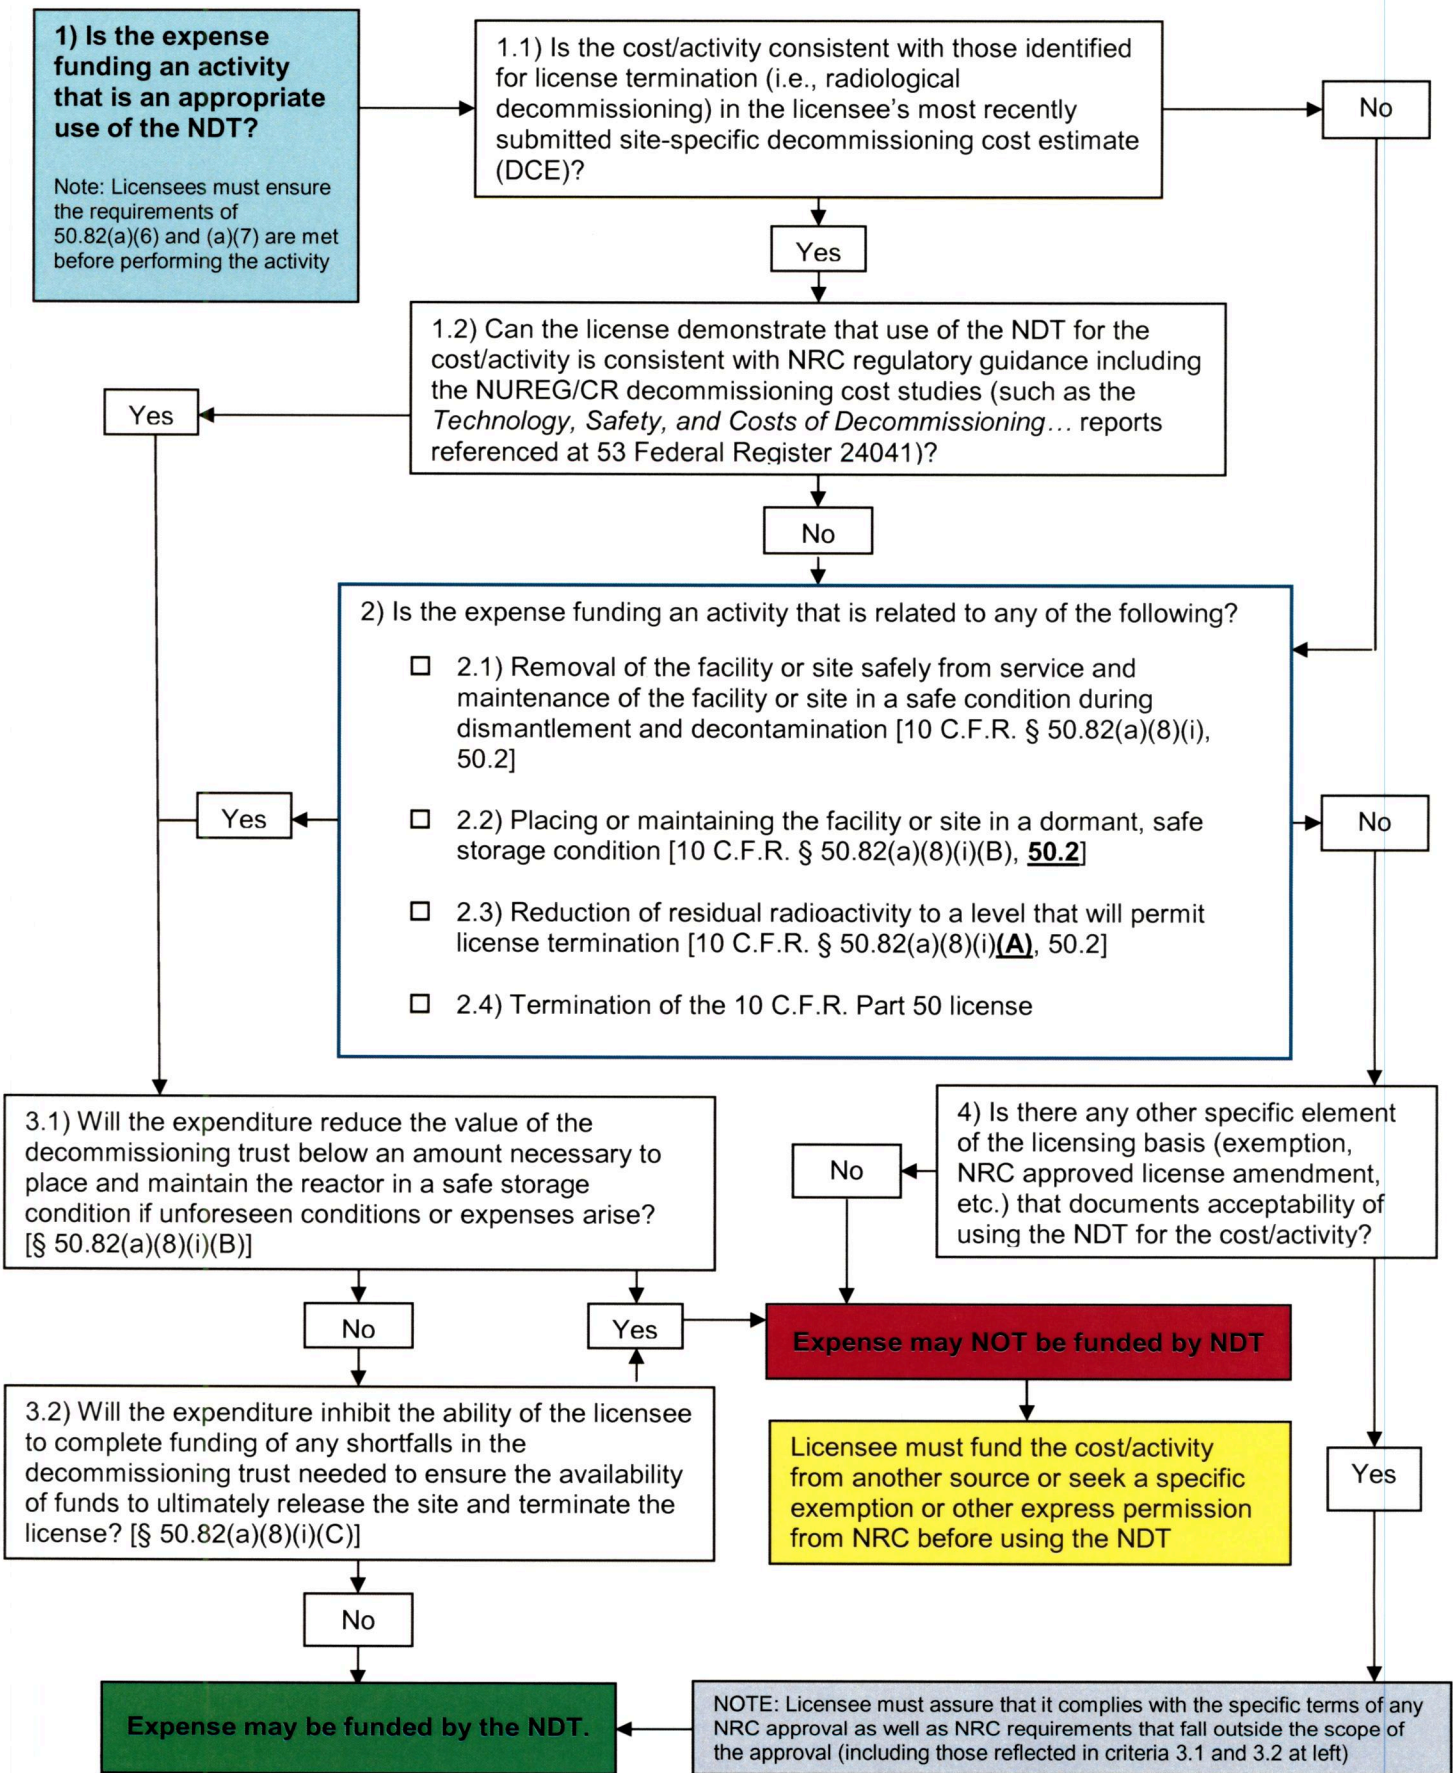 1) Is the expense
funding an activity
that is an appropriate
use of the NDT?
Note: Licensees must ensure
the requirements of
50.82(a)(6) and (a)(7) are met
before performing the activity
1.1) Is the cost/activity consistent with those identified
for license termination (i.e., radiological
decommissioning) in the licensee's most recently
submitted site-specific decommissioning cost estimate
(DCE)?
No
Yes
1.2) Can the license demonstrate that use of the NDT for the
cost/activity is consistent with NRC regulatory guidance including
the NUREG/CR decommissioning cost studies (such as the
Technology, Safety, and Costs of Decommissioning... reports
referenced at 53 Federal Register 24041)?
Yes
No
2) Is the expense funding an activity that is related to any of the following?
☐ 2.1) Removal of the facility or site safely from service and
maintenance of the facility or site in a safe condition during
dismantlement and decontamination [10 C.F.R. § 50.82(a)(8)(i),
50.2]
☐ 2.2) Placing or maintaining the facility or site in a dormant, safe
storage condition [10 C.F.R. § 50.82(a)(8)(i)(B), 50.2]
☐ 2.3) Reduction of residual radioactivity to a level that will permit
license termination [10 C.F.R. § 50.82(a)(8)(i)(A), 50.2]
☐ 2.4) Termination of the 10 C.F.R. Part 50 license
Yes
No
3.1) Will the expenditure reduce the value of the
decommissioning trust below an amount necessary to
place and maintain the reactor in a safe storage
condition if unforeseen conditions or expenses arise?
[§ 50.82(a)(8)(i)(B)]
No
Yes
4) Is there any other specific element
of the licensing basis (exemption,
NRC approved license amendment,
etc.) that documents acceptability of
using the NDT for the cost/activity?
No
Expense may NOT be funded by NDT
3.2) Will the expenditure inhibit the ability of the licensee
to complete funding of any shortfalls in the
decommissioning trust needed to ensure the availability
of funds to ultimately release the site and terminate the
license? [§ 50.82(a)(8)(i)(C)]
Licensee must fund the cost/activity
from another source or seek a specific
exemption or other express permission
from NRC before using the NDT
Yes
No
Expense may be funded by the NDT.
NOTE: Licensee must assure that it complies with the specific terms of any
NRC approval as well as NRC requirements that fall outside the scope of
the approval (including those reflected in criteria 3.1 and 3.2 at left)